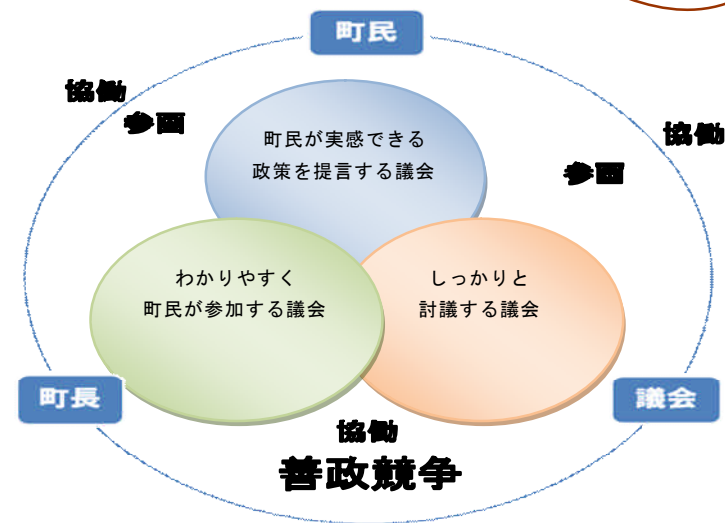 町民
協働
協働
参画
参画
町民が実感できる
政策を提言する議会
わかりやすく
町民が参加する議会
しっかりと
討議する議会
町長
議会
協働
善政競争